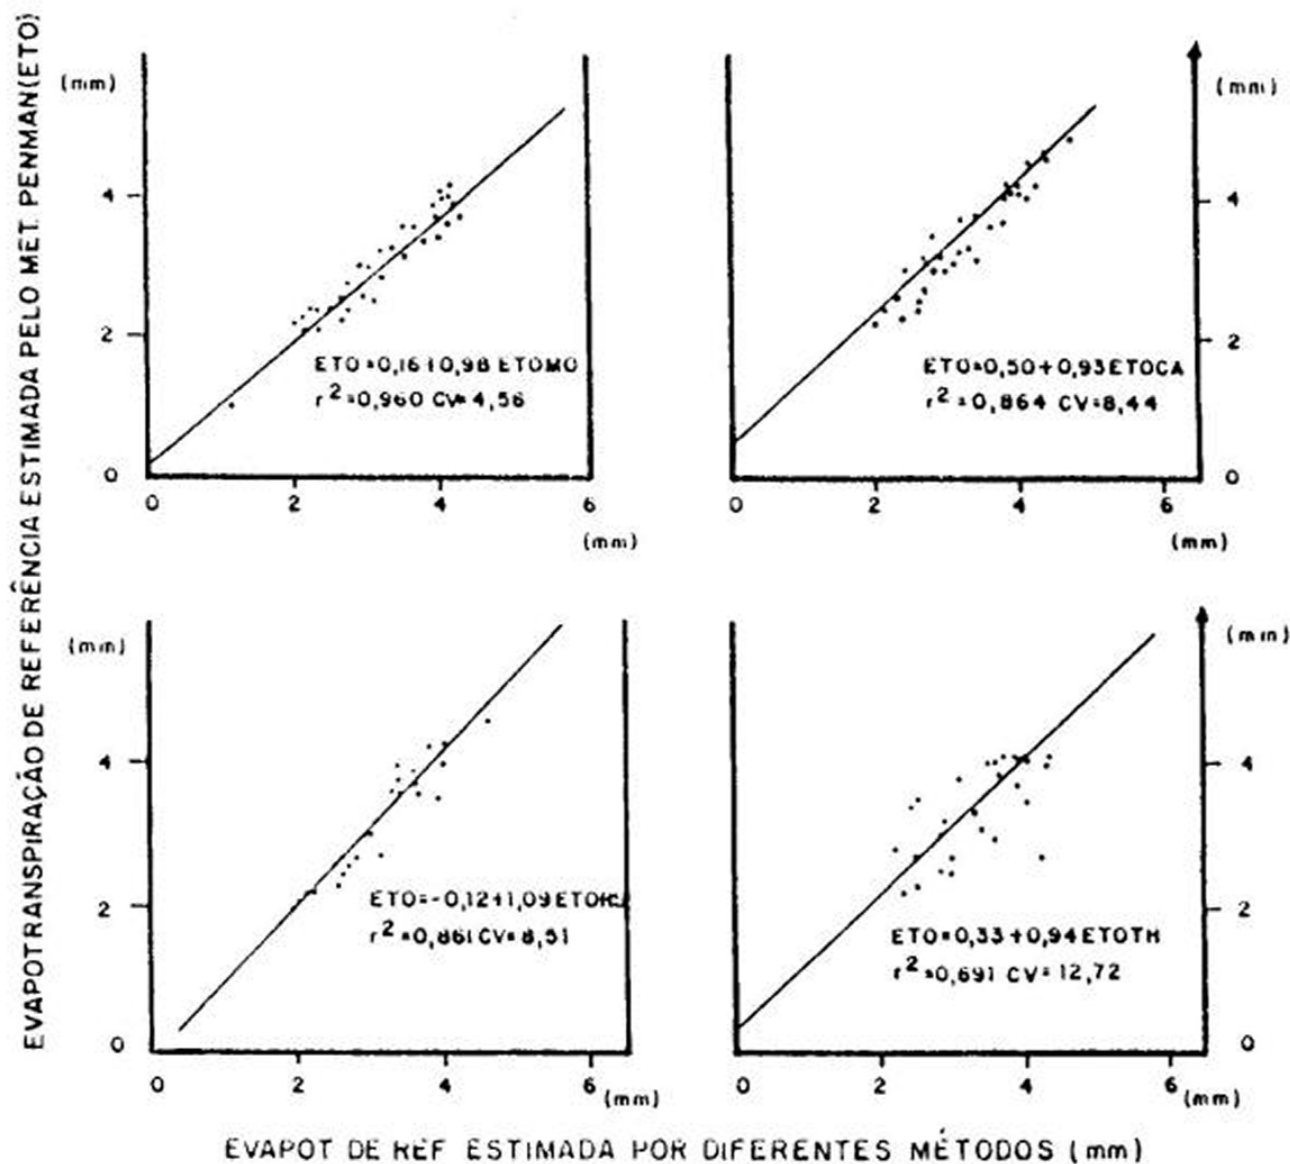 EVAPOTRANSPIRAÇÃO DE REFERÊNCIA ESTIMADA PELO MET. PENMAN(ETO)
(mm)
4
2
0
ETO=0,16+0,98 ETOMO
r²=0,960 CV=4,56
0 2 4 6
(mm)
(mm)
4
2
0
ETO=0,50+0,93ETOCA
r²=0,864 CV=8,44
0 2 4 6
(mm)
(mm)
4
2
0
ETO=-0,12+1,09
r²=0,861 CV=8,51
0 2 4 6
(mm)
(mm)
4
2
0
ETO=0,33+0,94ETOTH
r²=0,691 CV=12,72
0 2 4 6
(mm)
EVAPOT DE REF ESTIMADA POR DIFERENTES MÉTODOS (mm)